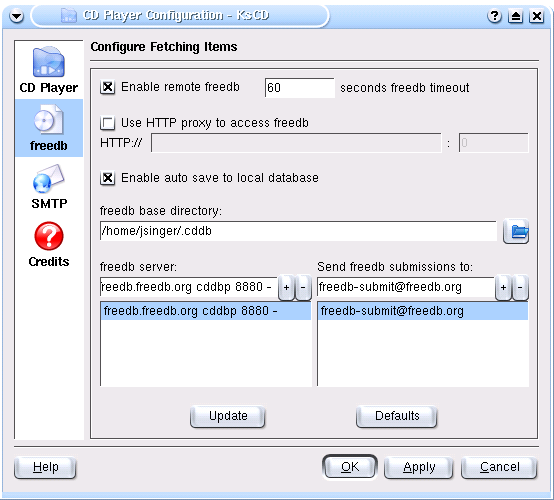 CD Player Configuration - KsCD
Configure Fetching Items
CD Player
freedb
SMTP
Credits
Enable remote freedb 60 seconds freedb timeout
Use HTTP proxy to access freedb
HTTP:// : 0
Enable auto save to local database
freedb base directory:
/home/jsinger/.cddb
freedb server: Send freedb submissions to:
reedb.freedb.org cddbp 8880 - + - freedb-submit@freedb.org + -
freedb.freedb.org cddbp 8880 - freedb-submit@freedb.org
Update Defaults
Help OK Apply Cancel